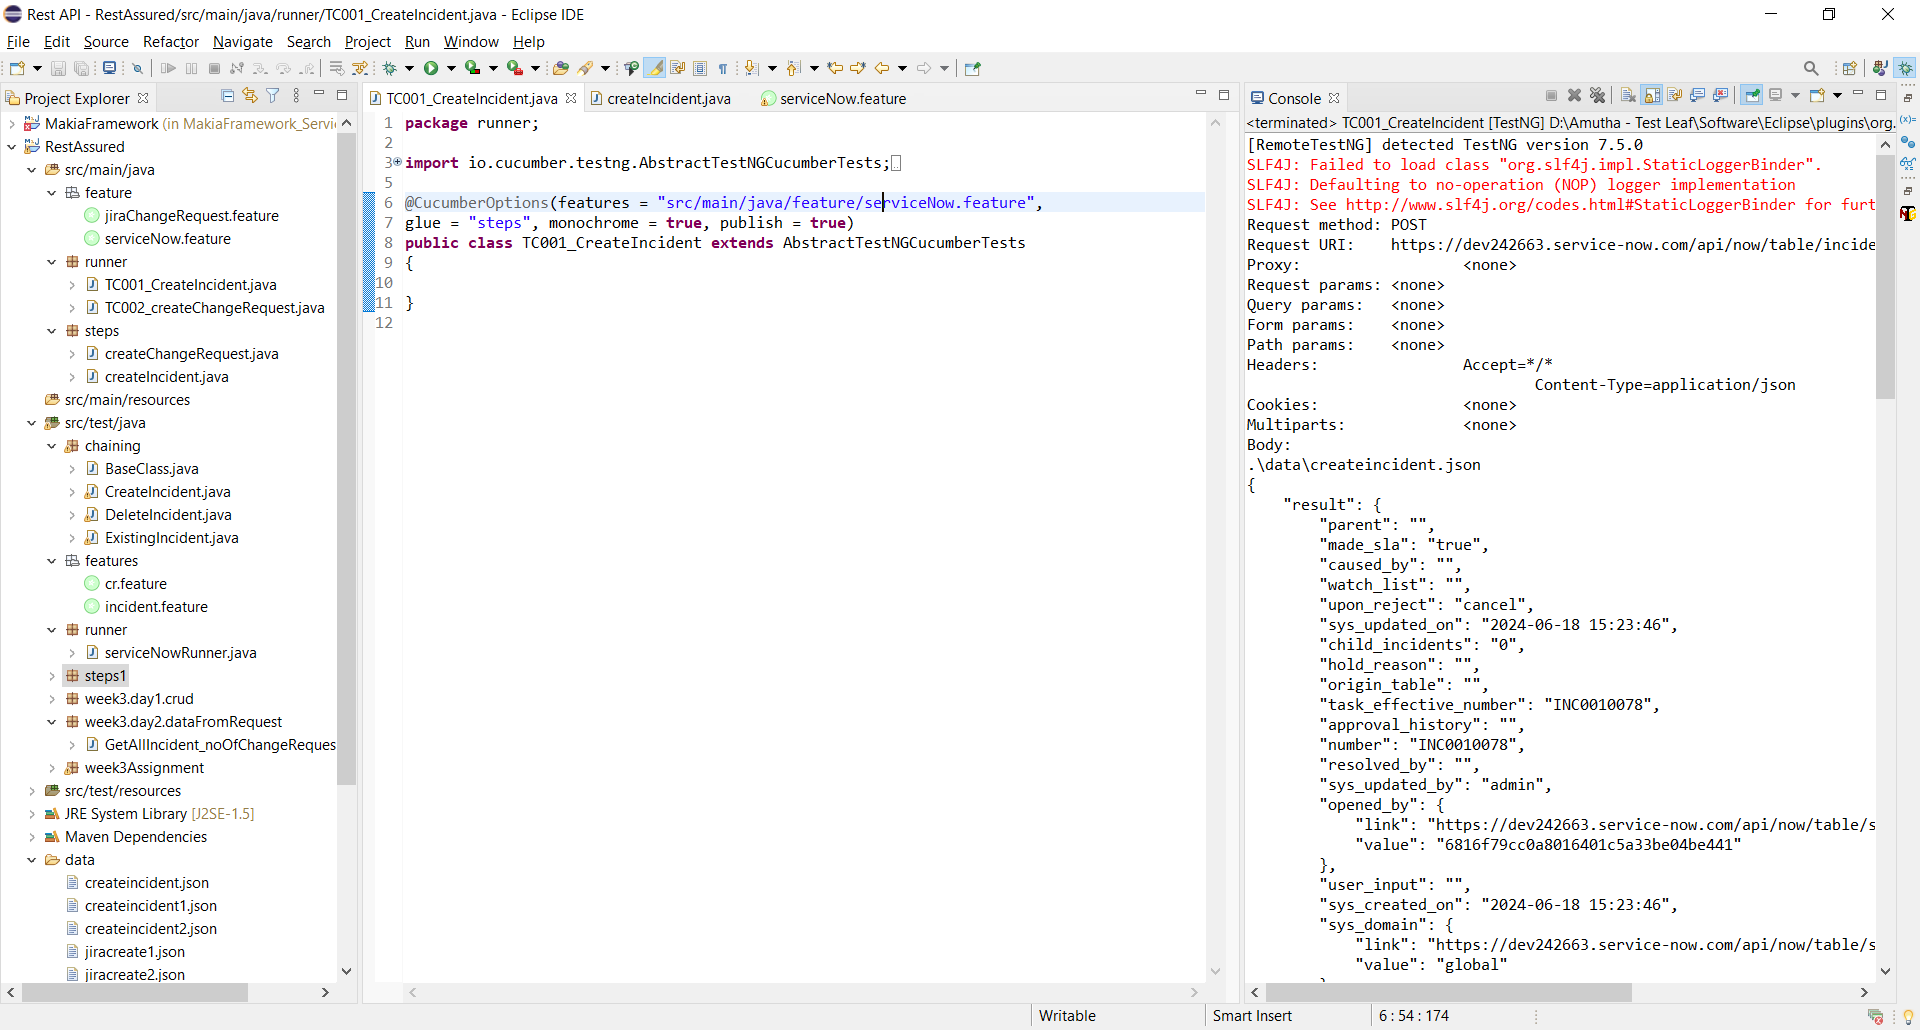 Rest API - RestAssured/src/main/java/runner/TC001_CreateIncident.java - Eclipse IDE
File Edit Source Refactor Navigate Search Project Run Window Help
Project Explorer
MakiaFramework (in MakiaFramework_Servi
RestAssured
src/main/java
feature
jiraChangeRequest.feature
serviceNow.feature
runner
TC001_CreateIncident.java
TC002_createChangeRequest.java
steps
createChangeRequest.java
createIncident.java
src/main/resources
src/test/java
chaining
BaseClass.java
CreateIncident.java
DeleteIncident.java
ExistingIncident.java
features
cr.feature
incident.feature
runner
serviceNowRunner.java
steps1
week3.day1.crud
week3.day2.dataFromRequest
GetAllIncident_noOfChangeReques
week3Assignment
src/test/resources
JRE System Library [J2SE-1.5]
Maven Dependencies
data
createincident.json
createincident1.json
createincident2.json
jiracreate1.json
jiracreate2.json
TC001_CreateIncident.java createIncident.java serviceNow.feature
1 package runner;
2
3 import io.cucumber.testng.AbstractTestNGCucumberTests;
5
6 @CucumberOptions(features = "src/main/java/feature/serviceNow.feature",
7 glue = "steps", monochrome = true, publish = true)
8 public class TC001_CreateIncident extends AbstractTestNGCucumberTests
9 {
10
11 }
12
Console
<terminated> TC001_CreateIncident [TestNG] D:\Amutha - Test Leaf\Software\Eclipse\plugins\org.
[RemoteTestNG] detected TestNG version 7.5.0
SLF4J: Failed to load class "org.slf4j.impl.StaticLoggerBinder".
SLF4J: Defaulting to no-operation (NOP) logger implementation
SLF4J: See http://www.slf4j.org/codes.html#StaticLoggerBinder for furt
Request method: POST
Request URI: https://dev242663.service-now.com/api/now/table/incide
Proxy: <none>
Request params: <none>
Query params: <none>
Form params: <none>
Path params: <none>
Headers: Accept=*/*
Content-Type=application/json
Cookies: <none>
Multiparts: <none>
Body:
.\data\createincident.json
{
"result": {
"parent": "",
"made_sla": "true",
"caused_by": "",
"watch_list": "",
"upon_reject": "cancel",
"sys_updated_on": "2024-06-18 15:23:46",
"child_incidents": "0",
"hold_reason": "",
"origin_table": "",
"task_effective_number": "INC0010078",
"approval_history": "",
"number": "INC0010078",
"resolved_by": "",
"sys_updated_by": "admin",
"opened_by": {
"link": "https://dev242663.service-now.com/api/now/table/s
"value": "6816f79cc0a8016401c5a33be04be441"
},
"user_input": "",
"sys_created_on": "2024-06-18 15:23:46",
"sys_domain": {
"link": "https://dev242663.service-now.com/api/now/table/s
"value": "global"
Writable Smart Insert 6 : 54 : 174